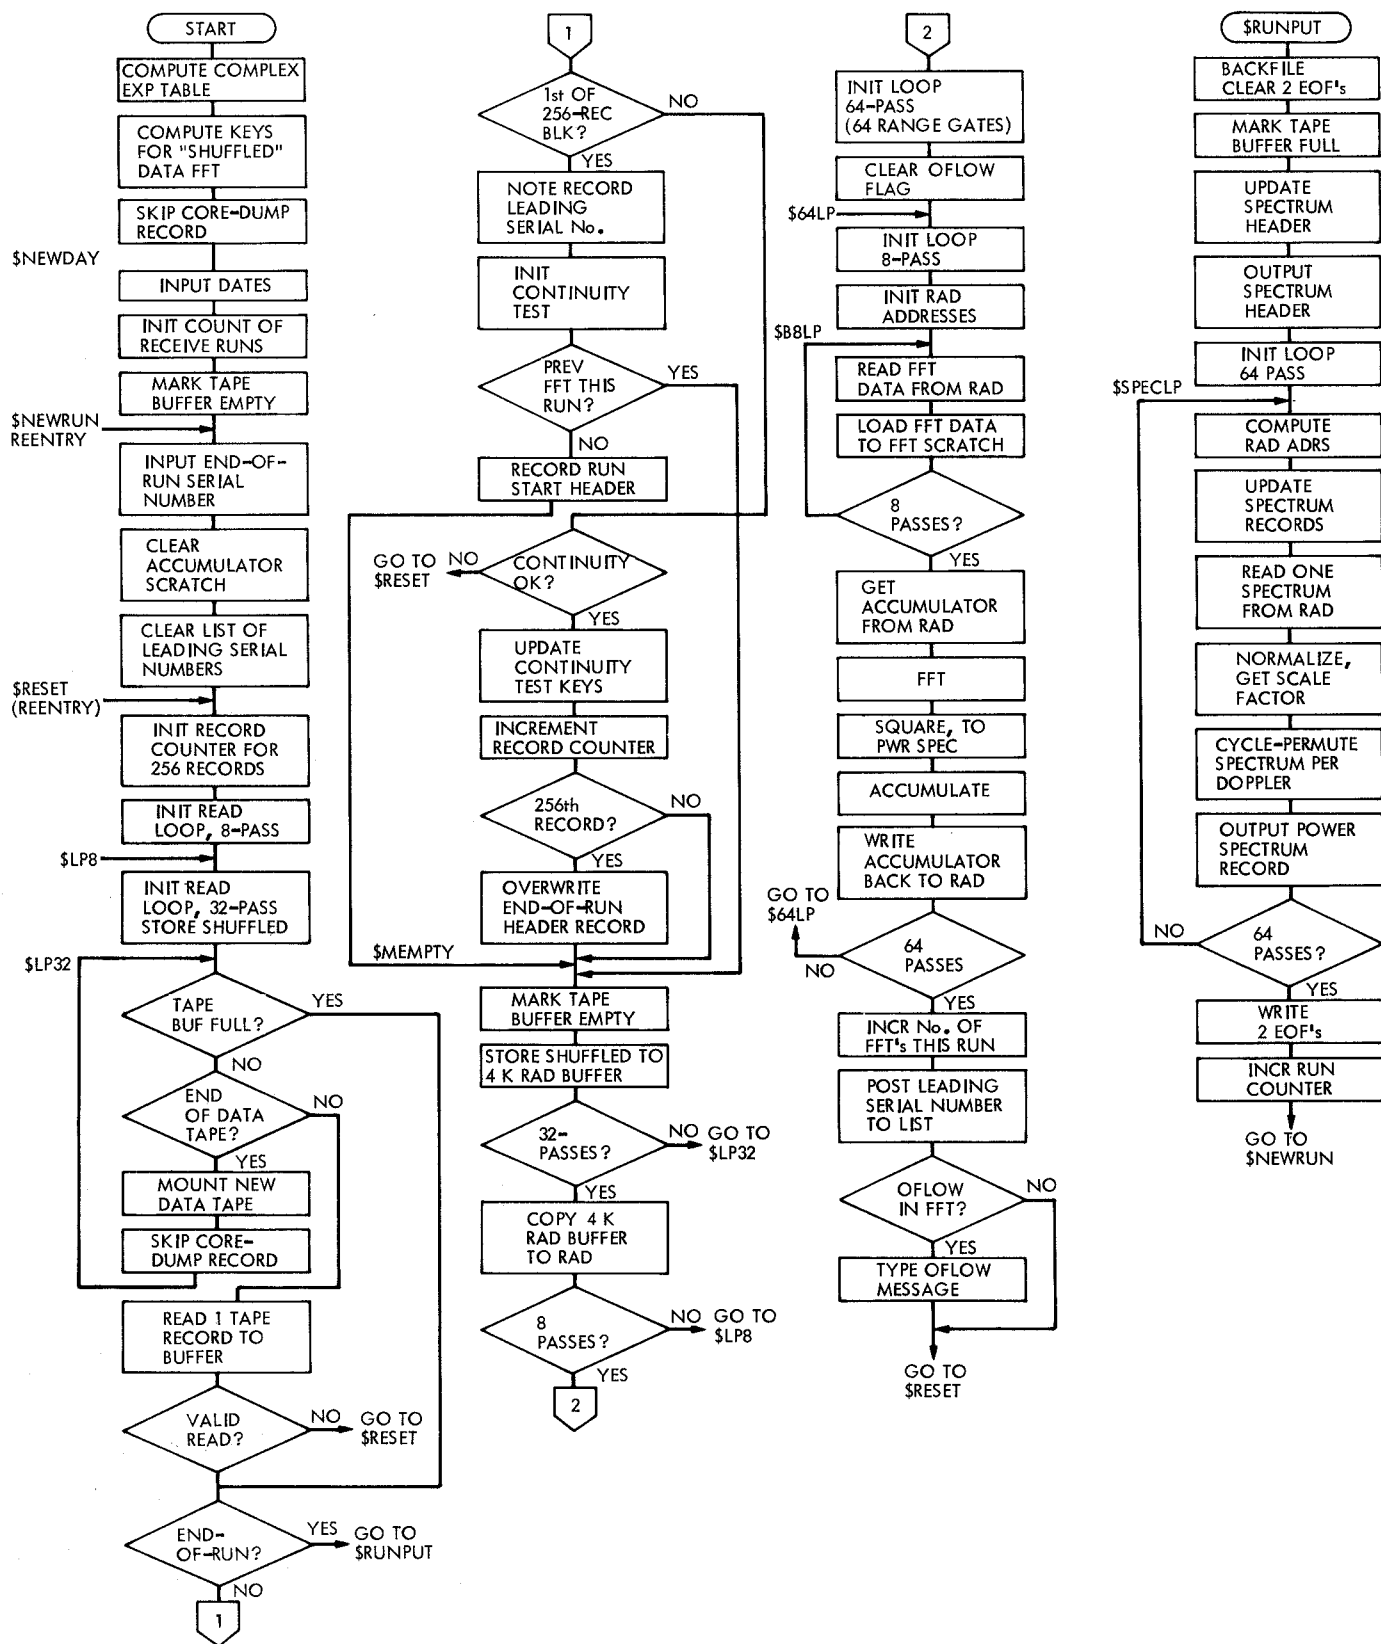 START
COMPUTE COMPLEX
EXP TABLE
COMPUTE KEYS
FOR "SHUFFLED"
DATA FFT
SKIP CORE-DUMP
RECORD
$NEWDAY
INPUT DATES
INIT COUNT OF
RECEIVE RUNS
MARK TAPE
BUFFER EMPTY
$NEWRUN
REENTRY
INPUT END-OF-
RUN SERIAL
NUMBER
CLEAR
ACCUMULATOR
SCRATCH
CLEAR LIST OF
LEADING SERIAL
NUMBERS
$RESET
(REENTRY)
INIT RECORD
COUNTER FOR
256 RECORDS
INIT READ
LOOP, 8-PASS
$LP8
INIT READ
LOOP, 32-PASS
STORE SHUFFLED
$LP32
TAPE
BUF FULL?
YES
NO
END
OF DATA
TAPE?
NO
YES
MOUNT NEW
DATA TAPE
SKIP CORE-
DUMP RECORD
READ 1 TAPE
RECORD TO
BUFFER
VALID
READ?
NO
GO TO
$RESET
END-
OF-RUN?
YES
GO TO
$RUNPUT
NO
1
1
1st OF
256-REC
BLK?
NO
YES
NOTE RECORD
LEADING
SERIAL No.
INIT
CONTINUITY
TEST
PREV
FFT THIS
RUN?
YES
NO
RECORD RUN
START HEADER
CONTINUITY
OK?
NO
GO TO
$RESET
YES
UPDATE
CONTINUITY
TEST KEYS
INCREMENT
RECORD COUNTER
256th
RECORD?
NO
YES
OVERWRITE
END-OF-RUN
HEADER RECORD
$MEMPTY
MARK TAPE
BUFFER EMPTY
STORE SHUFFLED TO
4 K RAD BUFFER
32-
PASSES?
NO
GO TO
$LP32
YES
COPY 4 K
RAD BUFFER
TO RAD
8
PASSES?
NO
GO TO
$LP8
YES
2
2
INIT LOOP
64-PASS
(64 RANGE GATES)
CLEAR OFLOW
FLAG
$64LP
INIT LOOP
8-PASS
INIT RAD
ADDRESSES
$B8LP
READ FFT
DATA FROM RAD
LOAD FFT DATA
TO FFT SCRATCH
8
PASSES?
YES
GET
ACCUMULATOR
FROM RAD
FFT
SQUARE, TO
PWR SPEC
ACCUMULATE
WRITE
ACCUMULATOR
BACK TO RAD
GO TO
$64LP
64
PASSES
NO
YES
INCR No. OF
FFT's THIS RUN
POST LEADING
SERIAL NUMBER
TO LIST
OFLOW
IN FFT?
NO
YES
TYPE OFLOW
MESSAGE
GO TO
$RESET
$RUNPUT
BACKFILE
CLEAR 2 EOF's
MARK TAPE
BUFFER FULL
UPDATE
SPECTRUM
HEADER
OUTPUT
SPECTRUM
HEADER
INIT LOOP
64 PASS
$SPECLP
COMPUTE
RAD ADRS
UPDATE
SPECTRUM
RECORDS
READ ONE
SPECTRUM
FROM RAD
NORMALIZE,
GET SCALE
FACTOR
CYCLE-PERMUTE
SPECTRUM PER
DOPPLER
OUTPUT POWER
SPECTRUM
RECORD
64
PASSES?
NO
YES
WRITE
2 EOF's
INCR RUN
COUNTER
GO TO
$NEWRUN